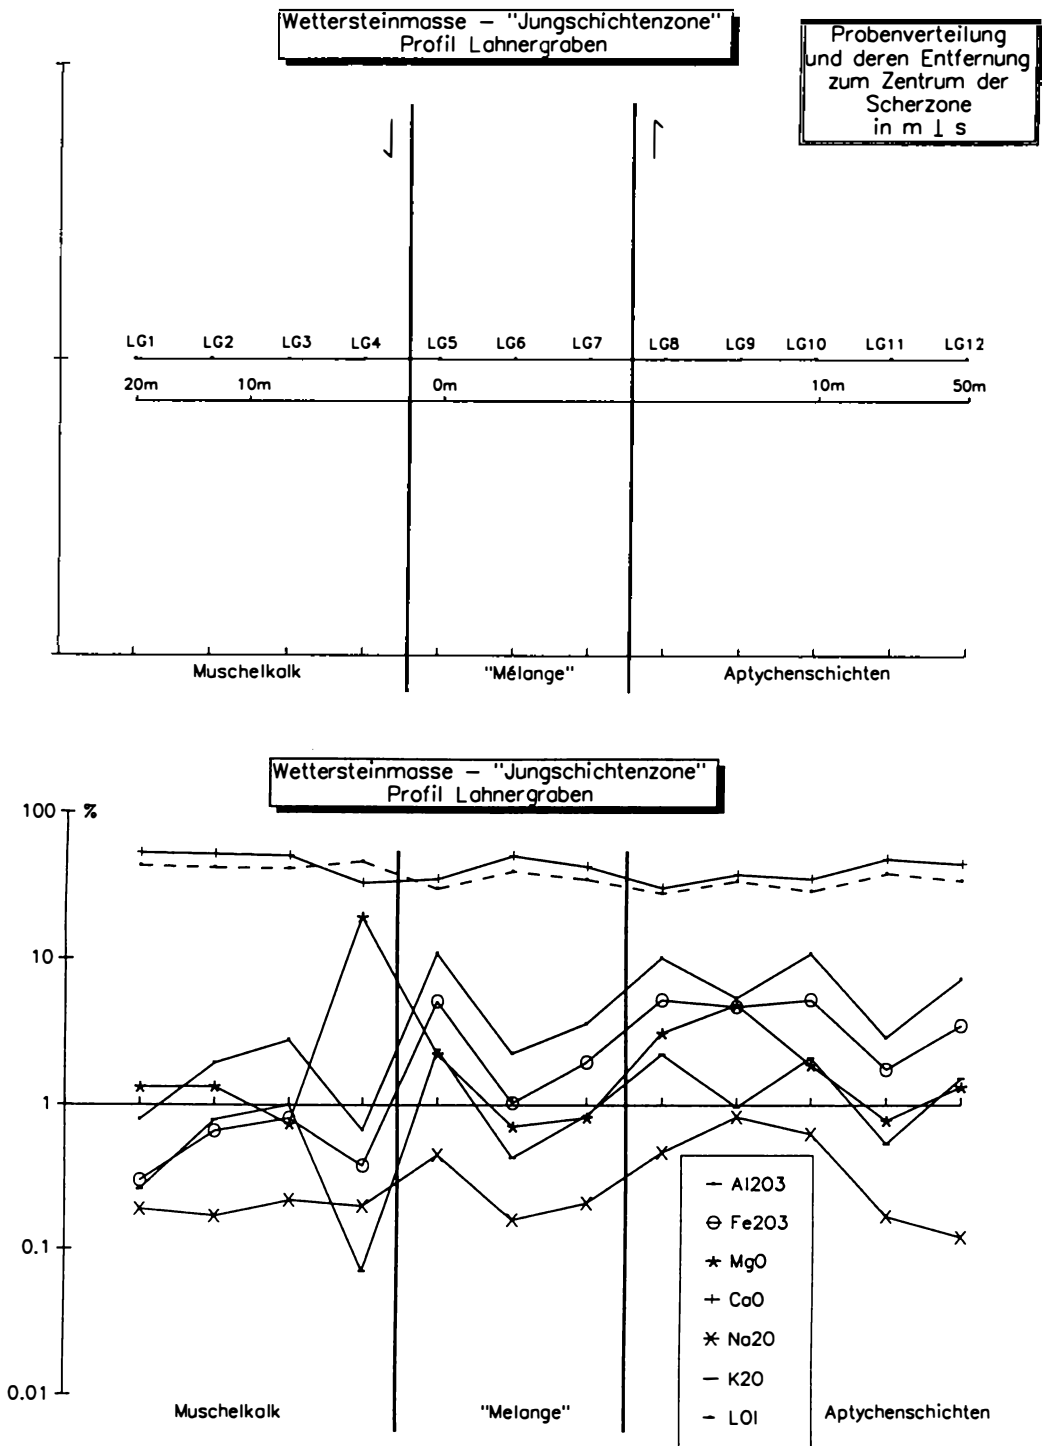 Wettersteinmasse – "Jungschichtenzone"
Profil Lahnergraben
Probenverteilung
und deren Entfernung
zum Zentrum der
Scherzone
in m ⊥ s
LG1 LG2 LG3 LG4 LG5 LG6 LG7 LG8 LG9 LG10 LG11 LG12
20m 10m 0m 10m 50m
Muschelkalk "Mélange" Aptychenschichten
Wettersteinmasse – "Jungschichtenzone"
Profil Lahnergraben
100 %
10
1
0.1
0.01
Al2O3
Fe2O3
MgO
CaO
Na2O
K2O
LOI
Muschelkalk "Melange" Aptychenschichten